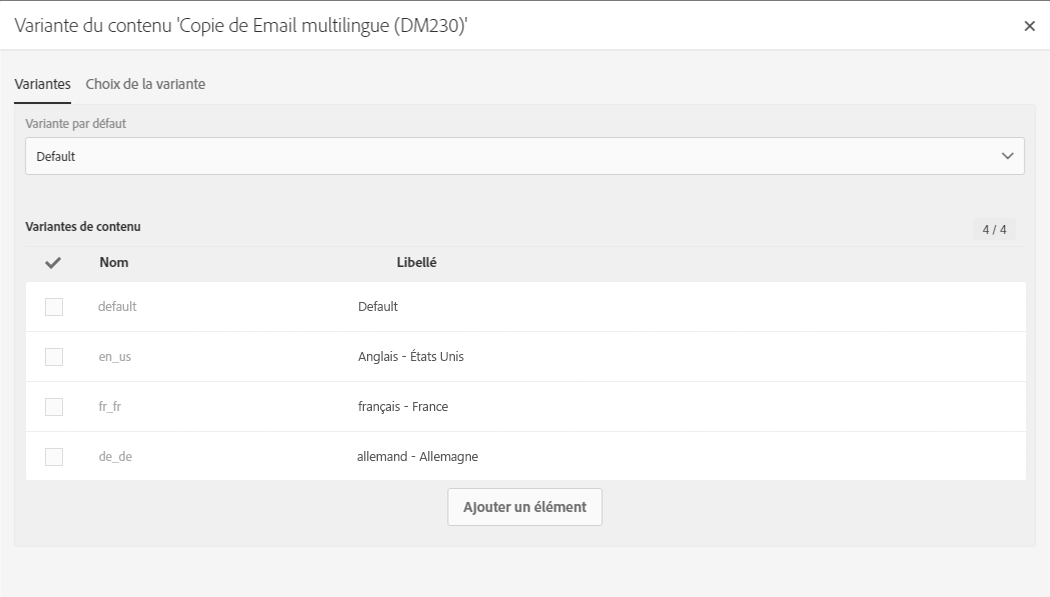 Variante du contenu 'Copie de Email multilingue (DM230)'
Variantes Choix de la variante
Variante par défaut
Default
Variantes de contenu
4 / 4
Nom Libellé
default Default
en_us Anglais - États Unis
fr_fr français - France
de_de allemand - Allemagne
Ajouter un élément